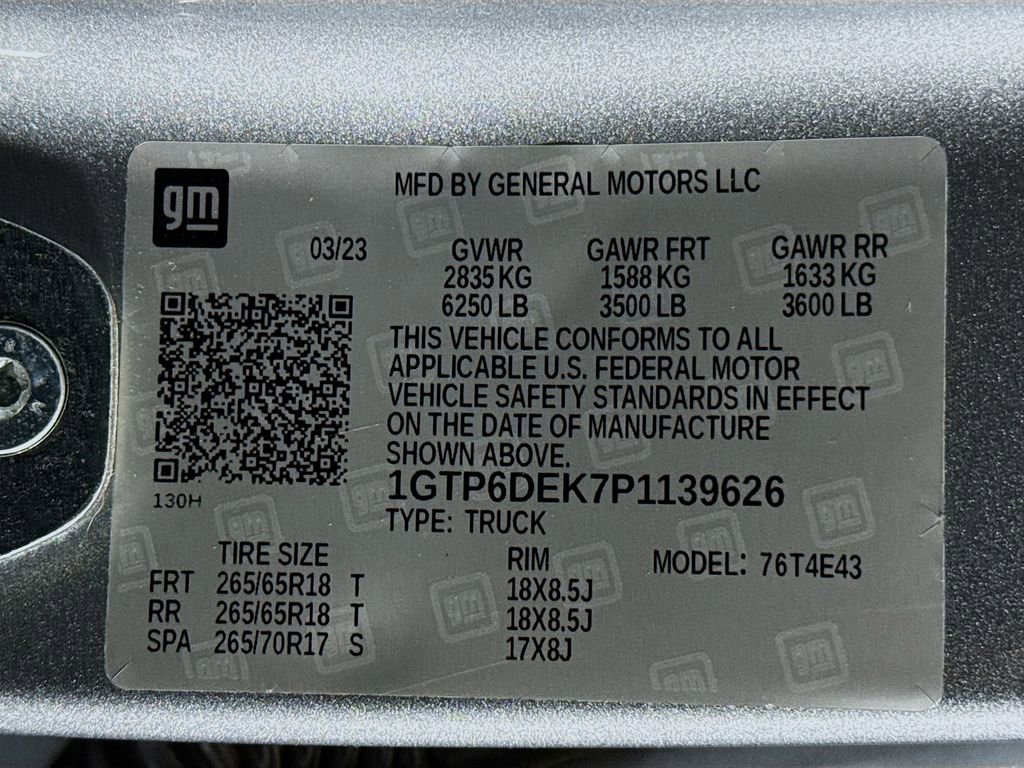 gm
MFD BY GENERAL MOTORS LLC
03/23 GVWR GAWR FRT GAWR RR
2835 KG 1588 KG 1633 KG
6250 LB 3500 LB 3600 LB
THIS VEHICLE CONFORMS TO ALL
APPLICABLE U.S. FEDERAL MOTOR
VEHICLE SAFETY STANDARDS IN EFFECT
ON THE DATE OF MANUFACTURE
SHOWN ABOVE.
130H
1GTP6DEK7P1139626
TYPE: TRUCK
TIRE SIZE RIM MODEL: 76T4E43
FRT 265/65R18 T 18X8.5J
RR 265/65R18 T 18X8.5J
SPA 265/70R17 S 17X8J